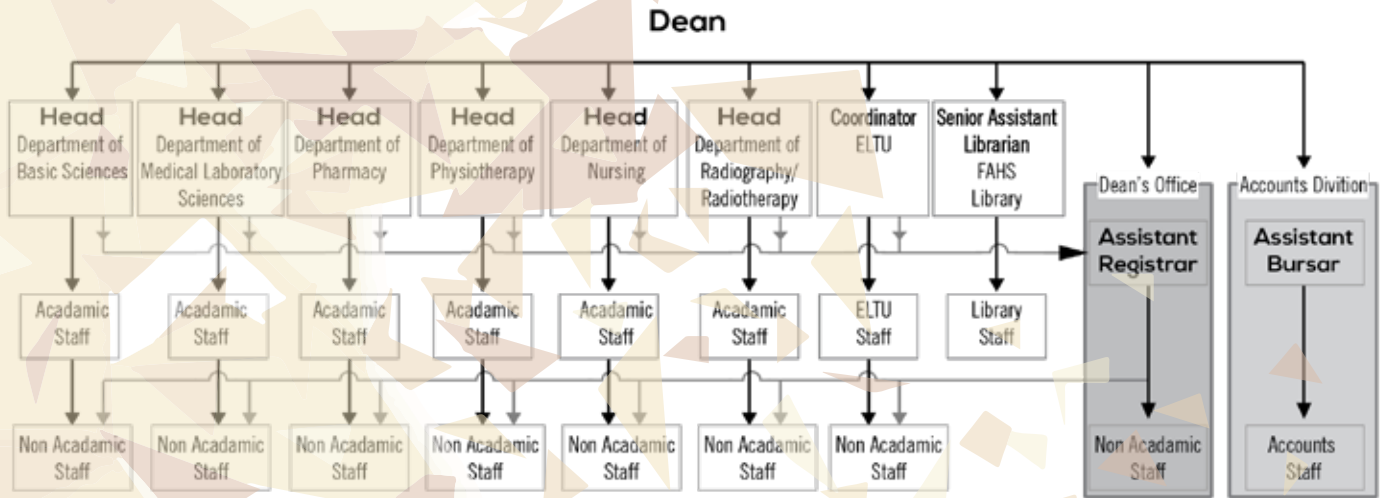 Dean
Head
Department of
Basic Sciences
Head
Department of
Medical Laboratory
Sciences
Head
Department of
Pharmacy
Head
Department of
Physiotherapy
Head
Department of
Nursing
Head
Department of
Radiography/
Radiotherapy
Coordinator
ELTU
Senior Assistant
Librarian
FAHS
Library
Dean's Office
Assistant
Registrar
Accounts Divition
Assistant
Bursar
Acadamic
Staff
Acadamic
Staff
Acadamic
Staff
Acadamic
Staff
Acadamic
Staff
Acadamic
Staff
ELTU
Staff
Library
Staff
Non Acadamic
Staff
Non Acadamic
Staff
Non Acadamic
Staff
Non Acadamic
Staff
Non Acadamic
Staff
Non Acadamic
Staff
Non Acadamic
Staff
Non Acadamic
Staff
Accounts
Staff